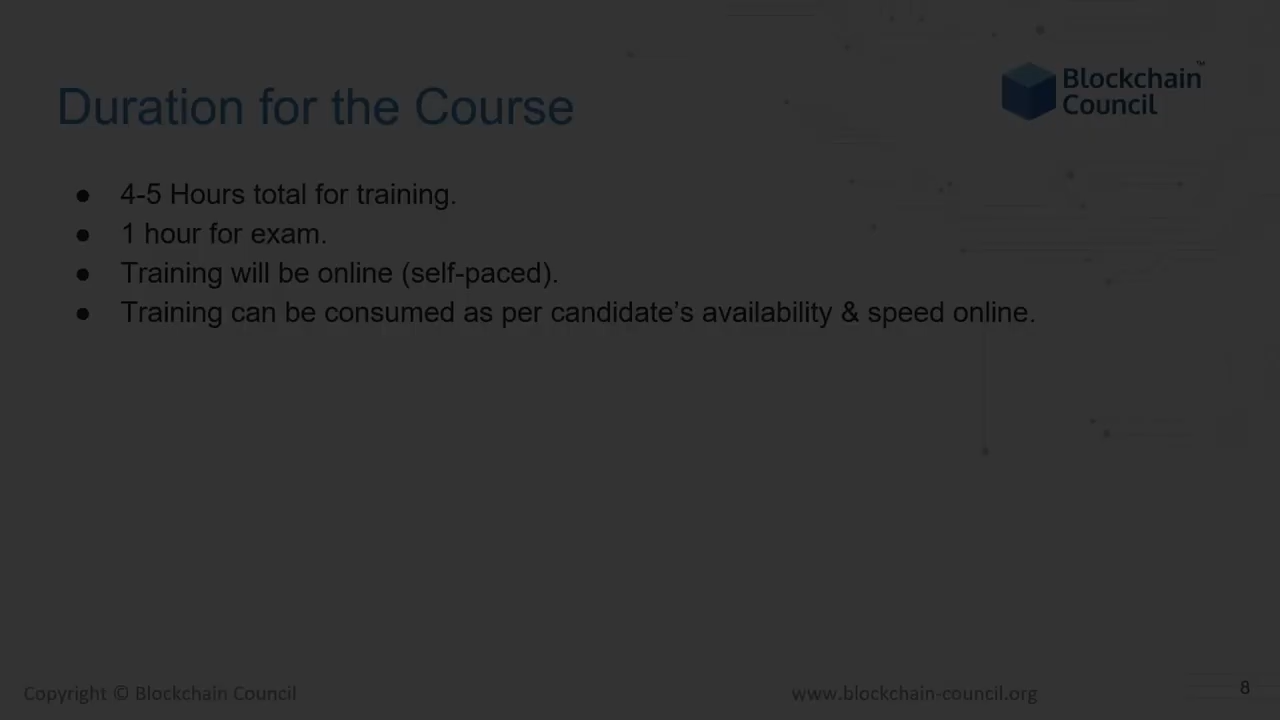 Duration for the Course
Blockchain™
Council
● 4-5 Hours total for training.
● 1 hour for exam.
● Training will be online (self-paced).
● Training can be consumed as per candidate’s availability & speed online.
Copyright © Blockchain Council
www.blockchain-council.org
8